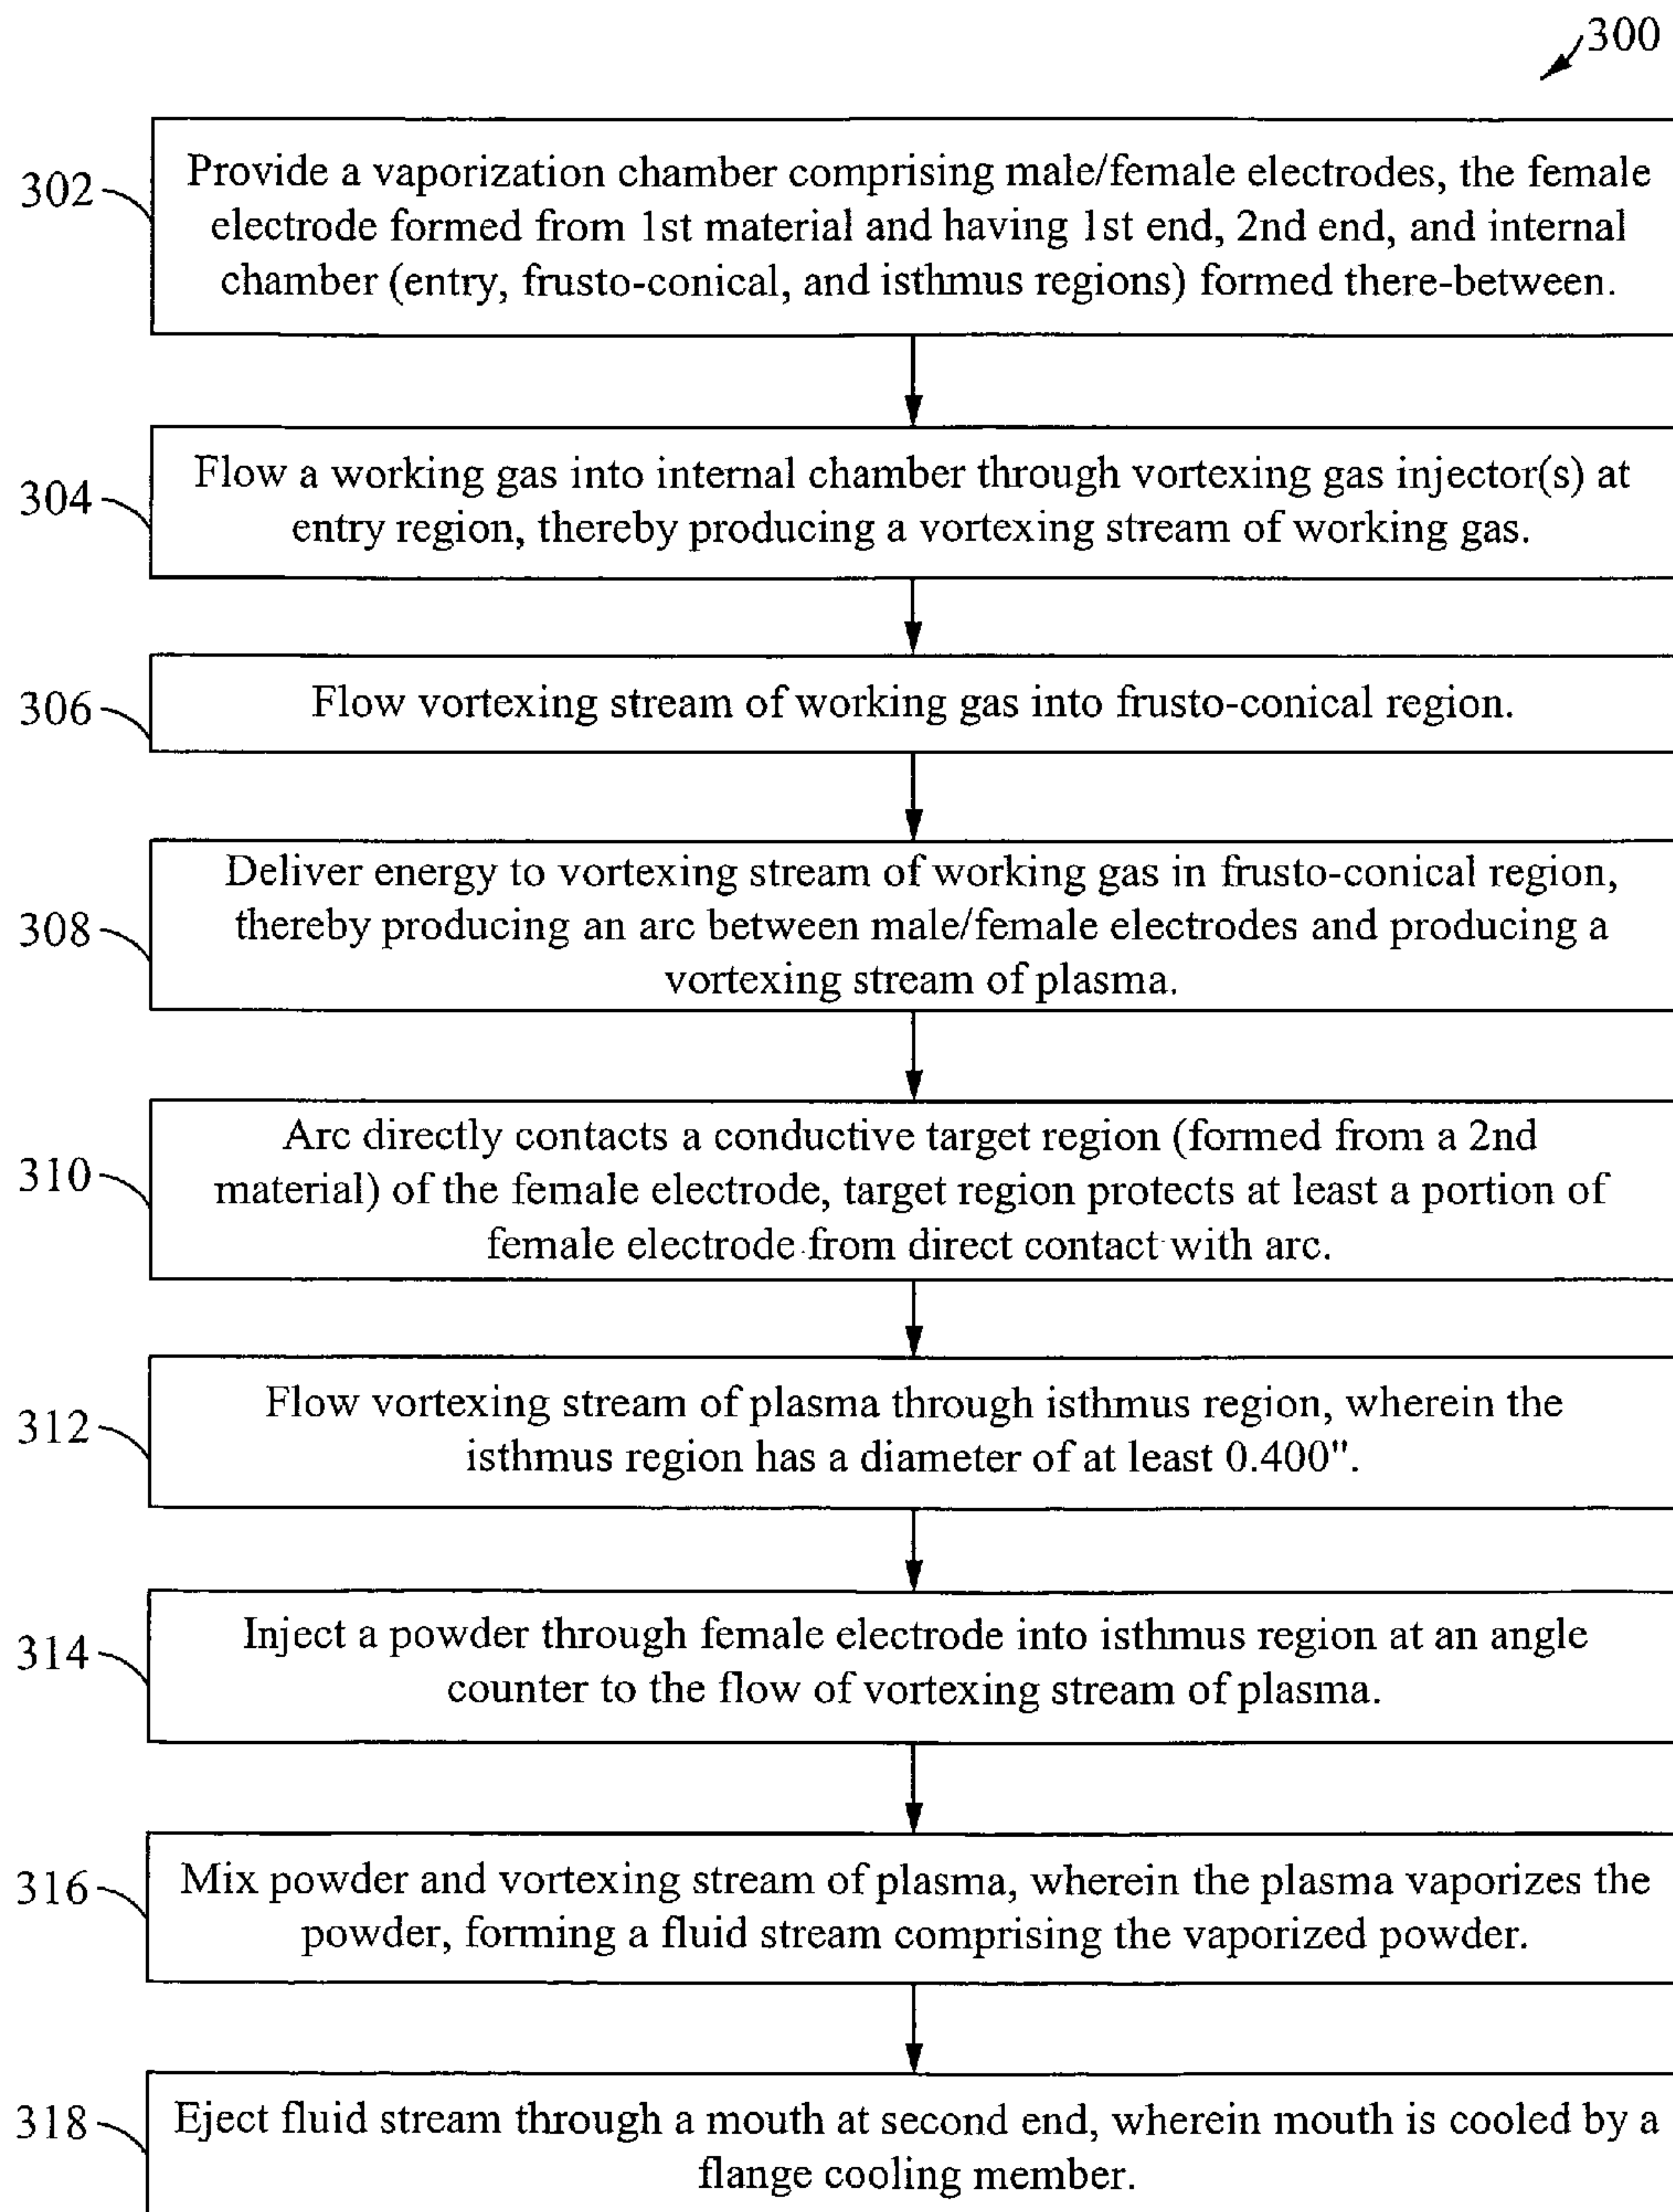 300
302
Provide a vaporization chamber comprising male/female electrodes, the female
electrode formed from 1st material and having 1st end, 2nd end, and internal
chamber (entry, frusto-conical, and isthmus regions) formed there-between.
304
Flow a working gas into internal chamber through vortexing gas injector(s) at
entry region, thereby producing a vortexing stream of working gas.
306
Flow vortexing stream of working gas into frusto-conical region.
308
Deliver energy to vortexing stream of working gas in frusto-conical region,
thereby producing an arc between male/female electrodes and producing a
vortexing stream of plasma.
310
Arc directly contacts a conductive target region (formed from a 2nd
material) of the female electrode, target region protects at least a portion of
female electrode from direct contact with arc.
312
Flow vortexing stream of plasma through isthmus region, wherein the
isthmus region has a diameter of at least 0.400".
314
Inject a powder through female electrode into isthmus region at an angle
counter to the flow of vortexing stream of plasma.
316
Mix powder and vortexing stream of plasma, wherein the plasma vaporizes the
powder, forming a fluid stream comprising the vaporized powder.
318
Eject fluid stream through a mouth at second end, wherein mouth is cooled by a
flange cooling member.